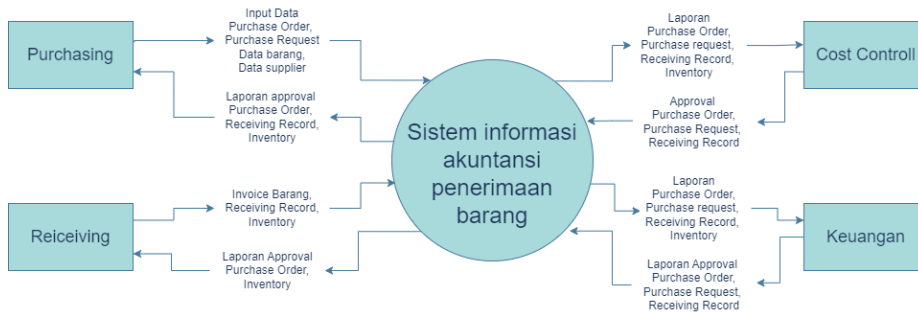 Purchasing
Input Data
Purchase Order,
Purchase Request
Data barang,
Data supplier
Laporan approval
Purchase Order,
Receiving Record,
Inventory
Reiceiving
Invoice Barang,
Receiving Record,
Inventory
Laporan Approval
Purchase Order,
Inventory
Sistem informasi
akuntansi
penerimaan
barang
Laporan
Purchase Order,
Purchase request,
Receiving Record,
Inventory
Cost Controll
Approval
Purchase Order,
Purchase Request,
Receiving Record
Laporan
Purchase Order,
Purchase request,
Receiving Record,
Inventory
Keuangan
Laporan Approval
Purchase Order,
Purchase Request,
Receiving Record